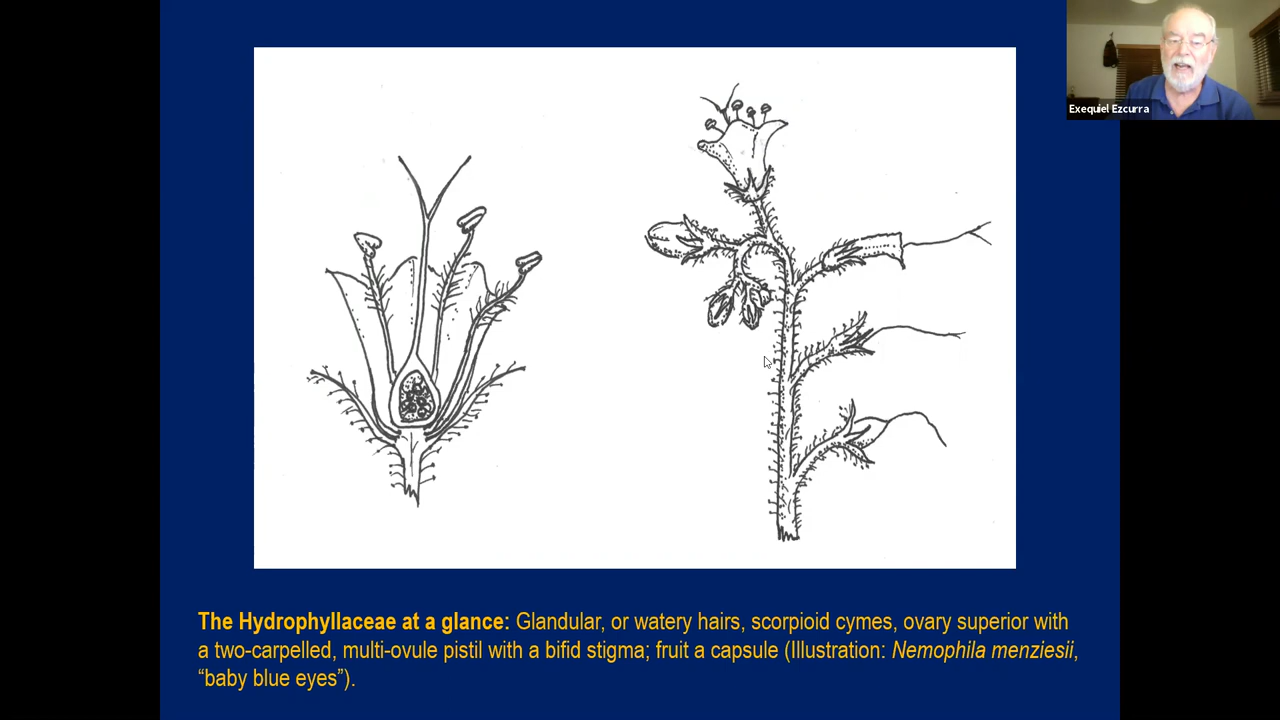 Exequiel Ezcurra
The Hydrophyllaceae at a glance: Glandular, or watery hairs, scorpioid cymes, ovary superior with
a two-carpelled, multi-ovule pistil with a bifid stigma; fruit a capsule (Illustration: Nemophila menziesii,
“baby blue eyes”).